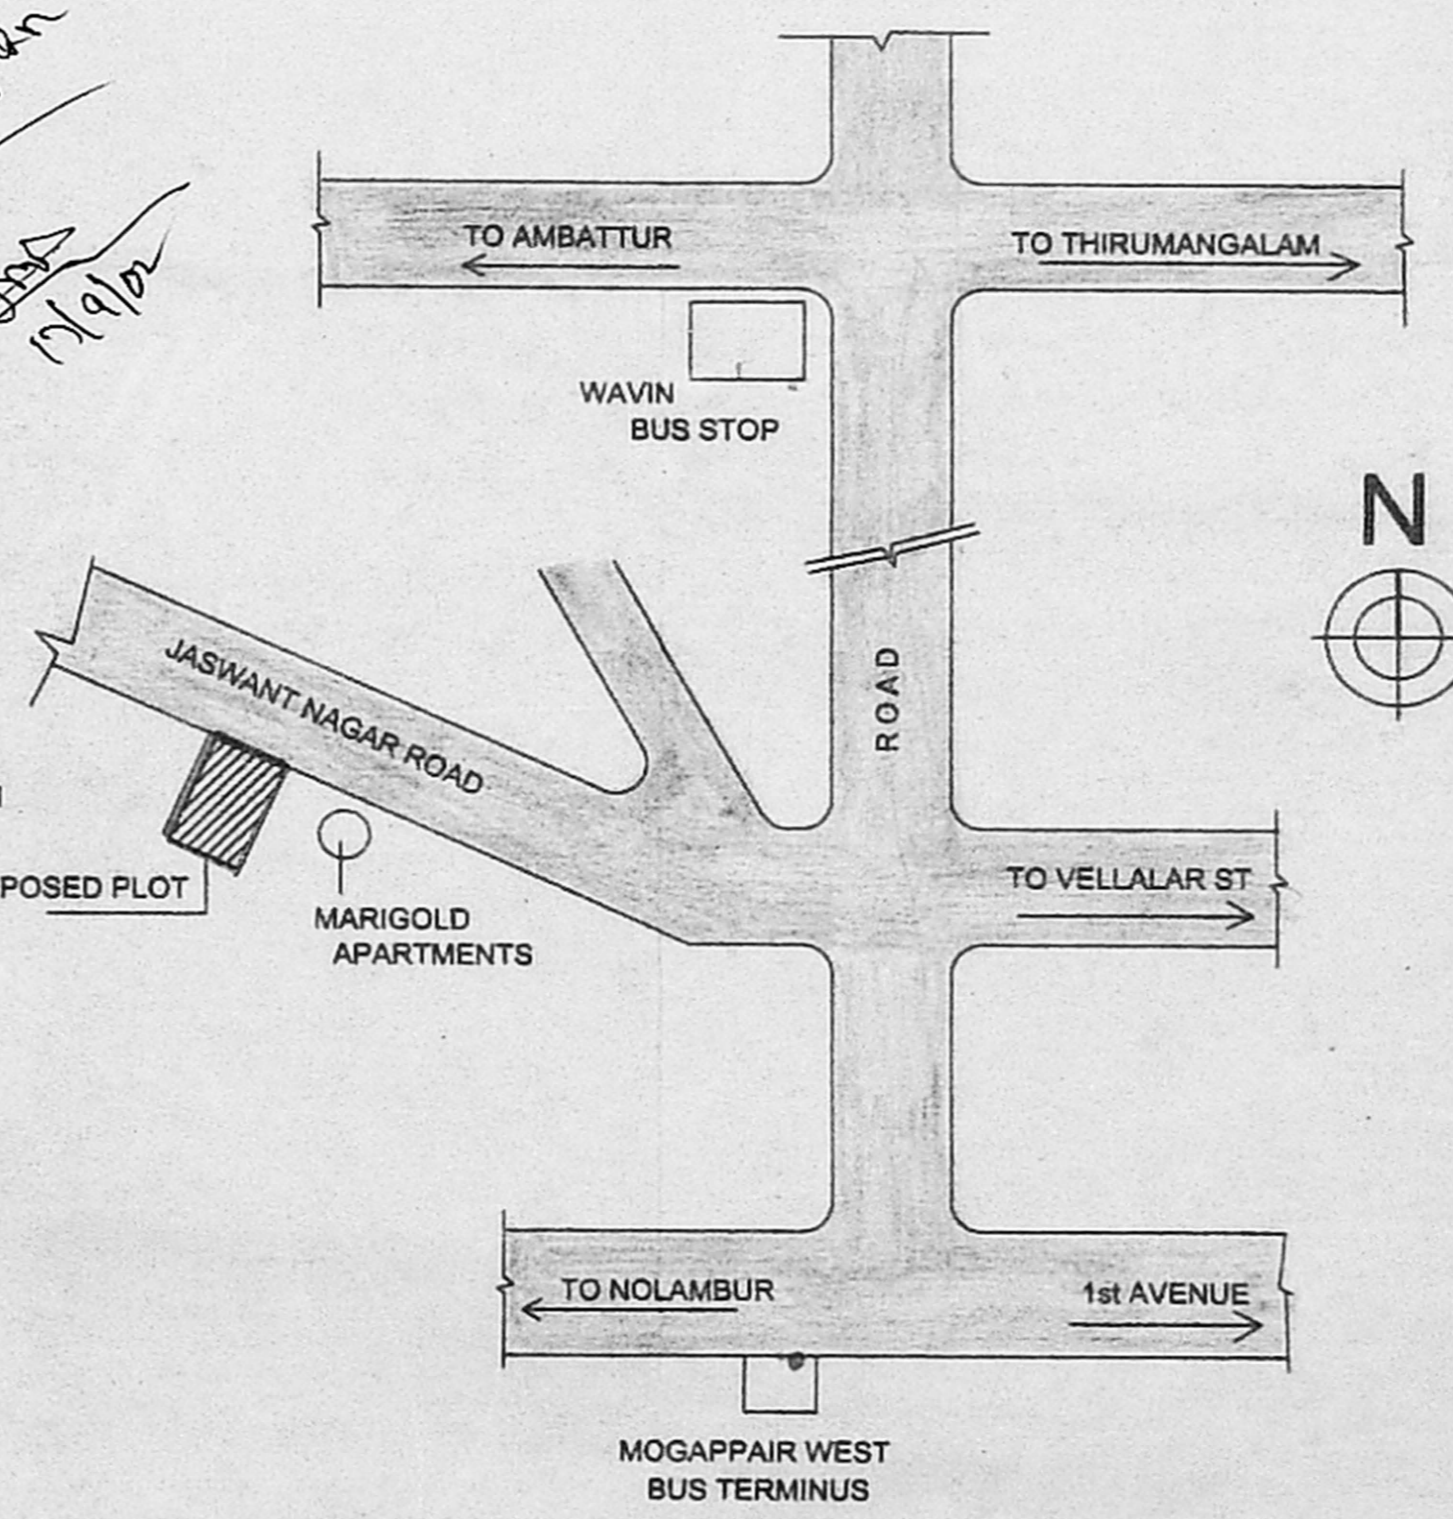 17/9/02
TO AMBATTUR
TO THIRUMANGALAM
WAVIN
BUS STOP
N
ROAD
JASWANT NAGAR ROAD
POSED PLOT
MARIGOLD
APARTMENTS
TO VELLALAR ST
TO NOLAMBUR
1st AVENUE
MOGAPPAIR WEST
BUS TERMINUS